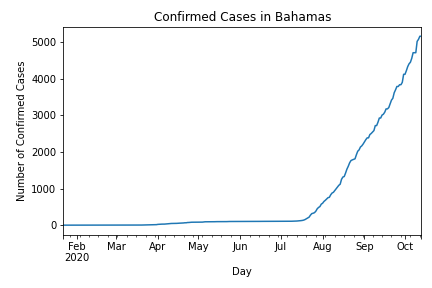 Confirmed Cases in Bahamas
Number of Confirmed Cases
5000
4000
3000
2000
1000
0
Feb Mar Apr May Jun Jul Aug Sep Oct
2020
Day